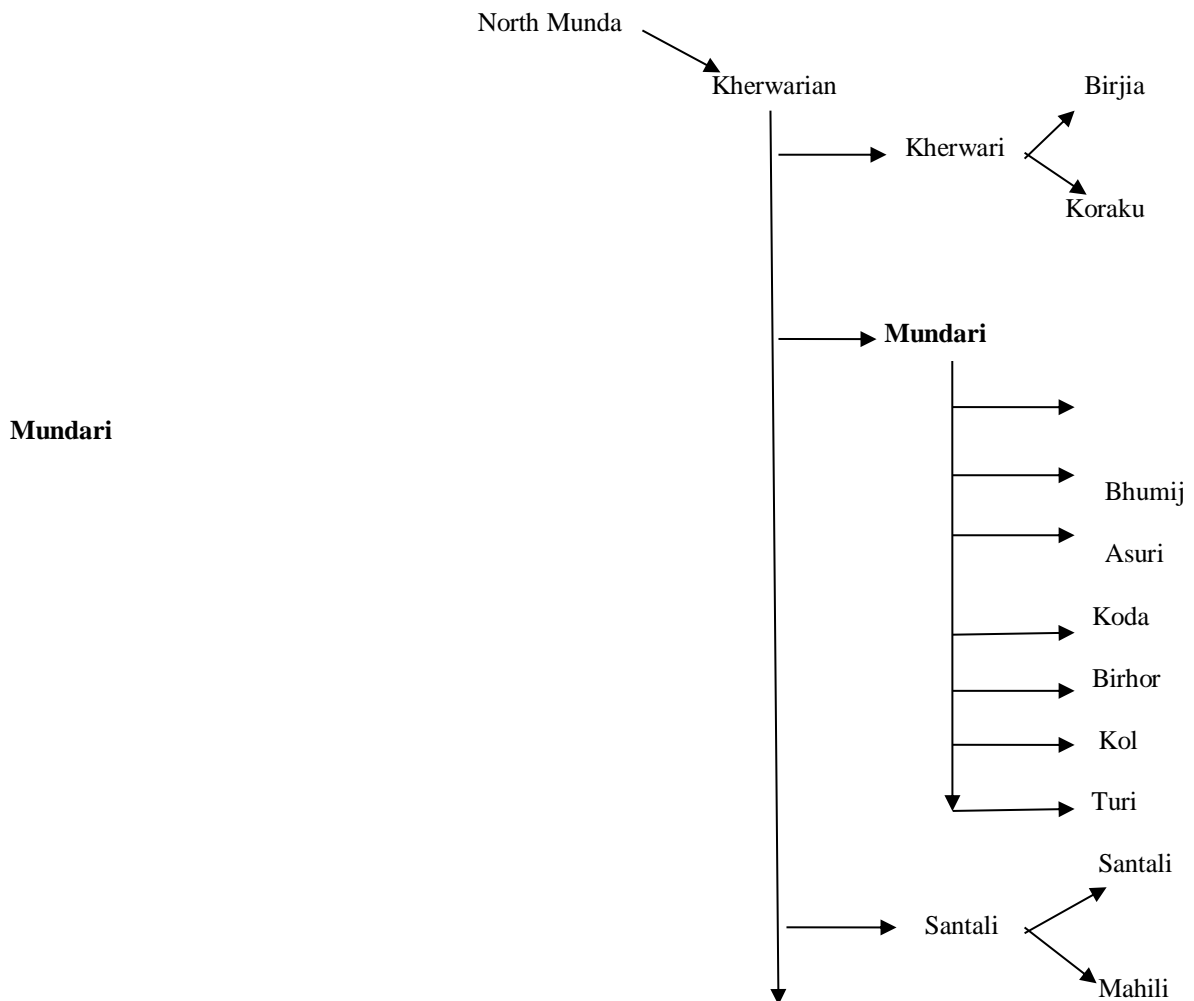 North Munda
Kherwarian
Birjia
Kherwari
Koraku
Mundari
Mundari
Bhumij
Asuri
Koda
Birhor
Kol
Turi
Santali
Santali
Mahili